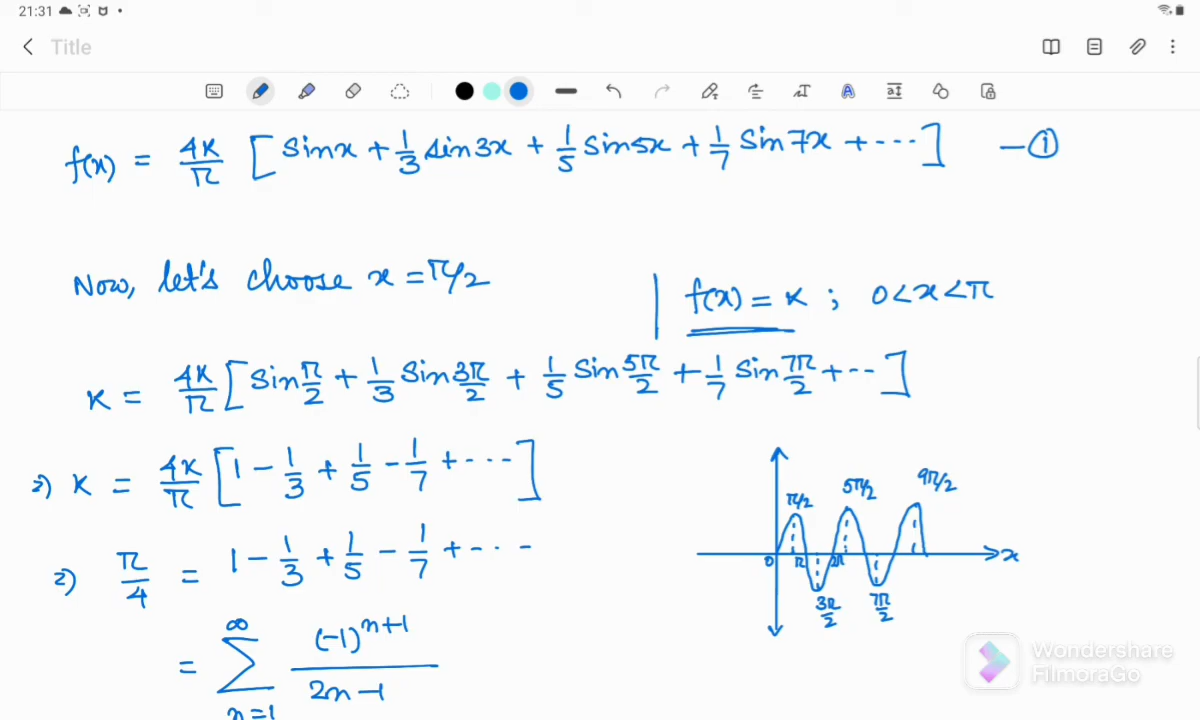 21:31
Title
f(x) = 4K/π [ Sinx + 1/3 sin3x + 1/5 Sin5x + 1/7 Sin7x + ··· ] — ①
Now, let's choose x = π/2
f(x) = K ; 0<x<π
K = 4K/π [ Sin π/2 + 1/3 Sin 3π/2 + 1/5 Sin 5π/2 + 1/7 Sin 7π/2 + ·· ]
⇒) K = 4K/π [ 1 - 1/3 + 1/5 - 1/7 + ··· ]
⇒) π/4 = 1 - 1/3 + 1/5 - 1/7 + ····
= ∞ ∑ n=1 (-1)^(n+1) / 2n-1
π/2 5π/2 9π/2
0 π 2π x
3π/2 7π/2
Wondershare
FilmoraGo